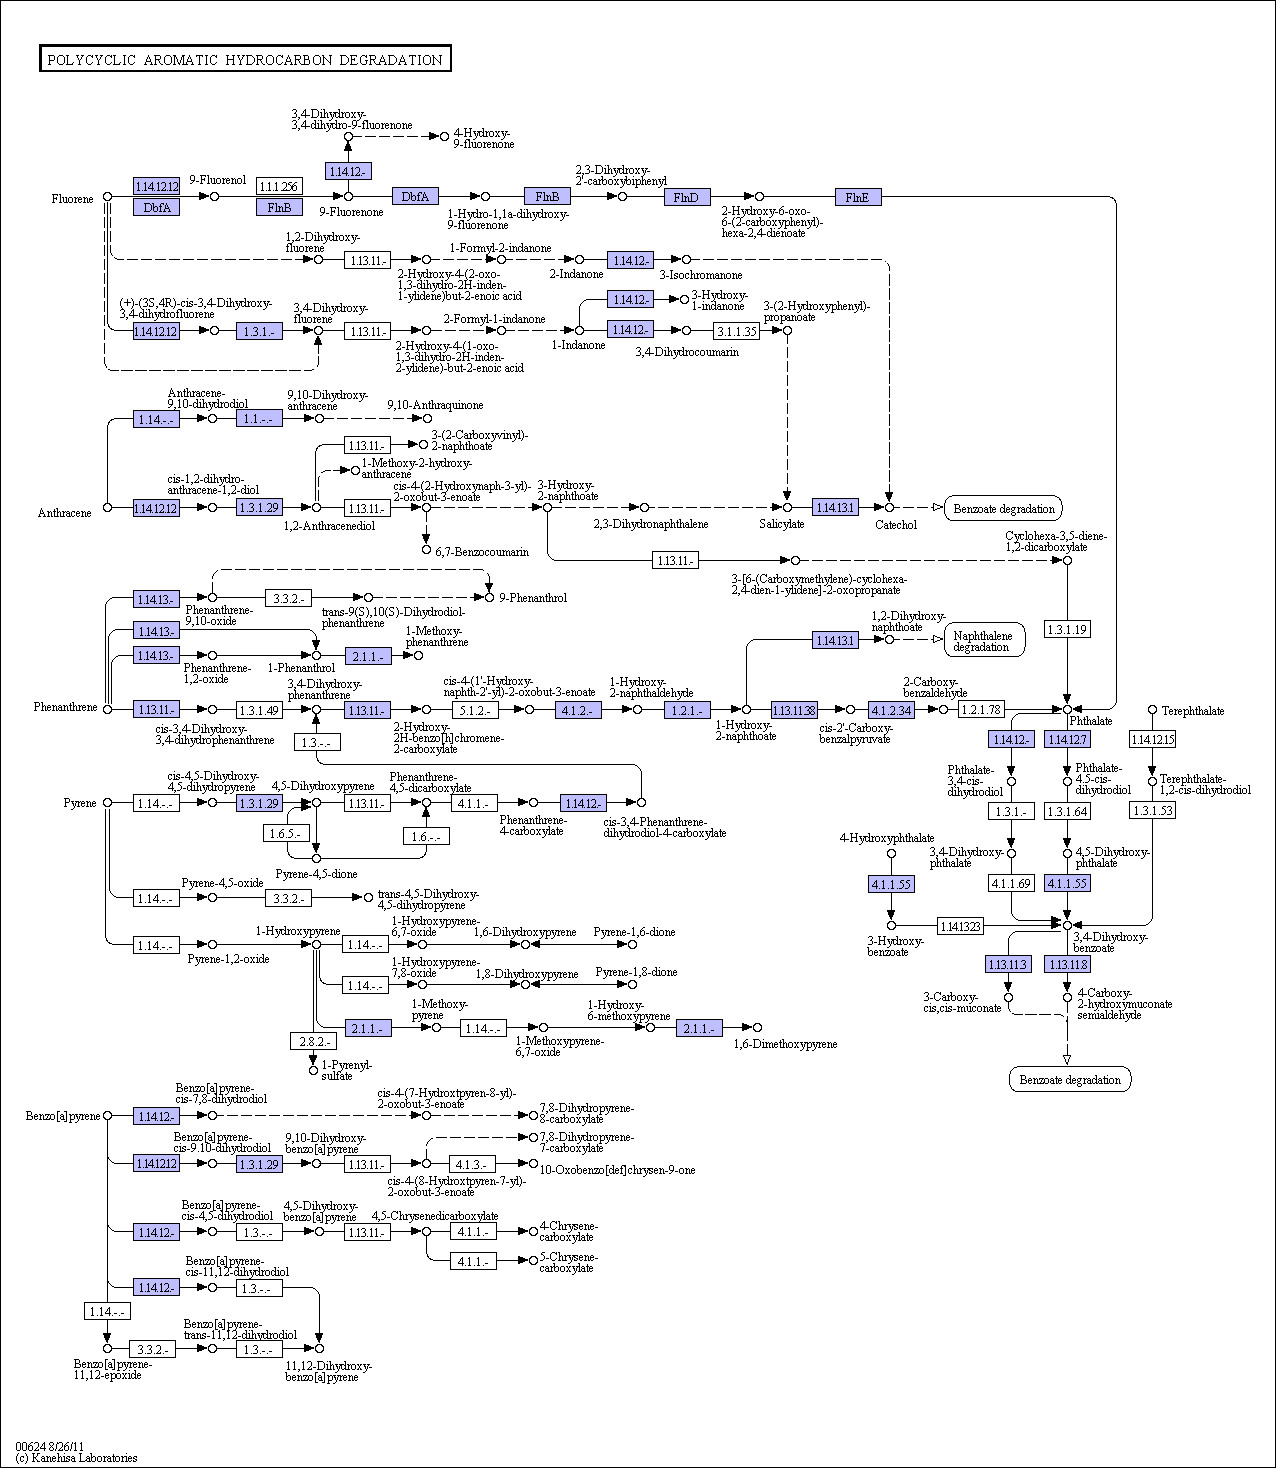 POLYCYCLIC AROMATIC HYDROCARBON DEGRADATION
3,4-Dihydroxy-
3,4-dihydro-9-fluorenone
4-Hydroxy-
9-fluorenone
1.14.12.-
Fluorene
1.14.12.12
DbfA
9-Fluorenol
1.1.1.256
FlnB
9-Fluorenone
DbfA
1-Hydro-1,1a-dihydroxy-
9-fluorenone
FlnB
2,3-Dihydroxy-
2'-carboxybiphenyl
FlnD
2-Hydroxy-6-oxo-
6-(2-carboxyphenyl)-
hexa-2,4-dienoate
FlnE
1,2-Dihydroxy-
fluorene
1.13.11.-
2-Hydroxy-4-(2-oxo-
1,3-dihydro-2H-inden-
1-ylidene)but-2-enoic acid
1-Formyl-2-indanone
2-Indanone
1.14.12.-
3-Isochromanone
(+)-(3S,4R)-cis-3,4-Dihydroxy-
3,4-dihydrofluorene
1.14.12.12
1.3.1.-
3,4-Dihydroxy-
fluorene
1.13.11.-
2-Hydroxy-4-(1-oxo-
1,3-dihydro-2H-inden-
2-ylidene)-but-2-enoic acid
2-Formyl-1-indanone
1-Indanone
1.14.12.-
3-Hydroxy-
1-indanone
1.14.12.-
3,4-Dihydrocoumarin
3.1.1.35
3-(2-Hydroxyphenyl)-
propanoate
Anthracene-
9,10-dihydrodiol
1.14.-.-
1.1.-.-
9,10-Dihydroxy-
anthracene
9,10-Anthraquinone
1.13.11.-
3-(2-Carboxyvinyl)-
2-naphthoate
1-Methoxy-2-hydroxy-
anthracene
Anthracene
cis-1,2-dihydro-
anthracene-1,2-diol
1.14.12.12
1.3.1.29
1,2-Anthracenediol
1.13.11.-
cis-4-(2-Hydroxynaph-3-yl)-
2-oxobut-3-enoate
3-Hydroxy-
2-naphthoate
2,3-Dihydronaphthalene
Salicylate
1.14.13.1
Catechol
Benzoate degradation
6,7-Benzocoumarin
1.13.11.-
3-[6-(Carboxymethylene)-cyclohexa-
2,4-dien-1-ylidene]-2-oxopropanate
Cyclohexa-3,5-diene-
1,2-dicarboxylate
1.3.1.19
1.14.13.-
Phenanthrene-
9,10-oxide
3.3.2.-
trans-9(S),10(S)-Dihydrodiol-
phenanthrene
9-Phenanthrol
1.14.13.-
1.14.13.-
Phenanthrene-
1,2-oxide
1-Phenanthrol
2.1.1.-
1-Methoxy-
phenanthrene
1.14.13.1
1,2-Dihydroxy-
naphthoate
Naphthalene
degradation
Phenanthrene
1.13.11.-
cis-3,4-Dihydroxy-
3,4-dihydrophenanthrene
1.3.1.49
3,4-Dihydroxy-
phenanthrene
1.13.11.-
2-Hydroxy-
2H-benzo[h]chromene-
2-carboxylate
5.1.2.-
cis-4-(1'-Hydroxy-
naphth-2'-yl)-2-oxobut-3-enoate
4.1.2.-
1-Hydroxy-
2-naphthaldehyde
1.2.1.-
1-Hydroxy-
2-naphthoate
1.13.11.38
cis-2'-Carboxy-
benzalpyruvate
4.1.2.34
2-Carboxy-
benzaldehyde
1.2.1.78
Phthalate
Terephthalate
1.3.-.-
1.14.12.-
1.14.12.7
1.14.12.15
Phthalate-
3,4-cis-
dihydrodiol
Phthalate-
4,5-cis-
dihydrodiol
Terephthalate-
1,2-cis-dihydrodiol
1.3.1.-
1.3.1.64
1.3.1.53
Pyrene
1.14.-.-
cis-4,5-Dihydroxy-
4,5-dihydropyrene
1.3.1.29
4,5-Dihydroxypyrene
1.13.11.-
Phenanthrene-
4,5-dicarboxylate
4.1.1.-
Phenanthrene-
4-carboxylate
1.14.12.-
cis-3,4-Phenanthrene-
dihydrodiol-4-carboxylate
1.6.5.-
1.6.-.-
Pyrene-4,5-dione
4-Hydroxyphthalate
3,4-Dihydroxy-
phthalate
4,5-Dihydroxy-
phthalate
4.1.1.55
4.1.1.69
4.1.1.55
1.14.-.-
Pyrene-4,5-oxide
3.3.2.-
trans-4,5-Dihydroxy-
4,5-dihydropyrene
3-Hydroxy-
benzoate
1.14.13.23
3,4-Dihydroxy-
benzoate
1.14.-.-
Pyrene-1,2-oxide
1-Hydroxypyrene
1.14.-.-
1-Hydroxypyrene-
6,7-oxide
1,6-Dihydroxypyrene
Pyrene-1,6-dione
1.14.-.-
1-Hydroxypyrene-
7,8-oxide
1,8-Dihydroxypyrene
Pyrene-1,8-dione
1.13.11.3
1.13.11.8
3-Carboxy-
cis,cis-muconate
4-Carboxy-
2-hydroxymuconate
semialdehyde
2.1.1.-
1-Methoxy-
pyrene
1.14.-.-
1-Methoxypyrene-
6,7-oxide
1-Hydroxy-
6-methoxypyrene
2.1.1.-
1,6-Dimethoxypyrene
2.8.2.-
1-Pyrenyl-
sulfate
Benzoate degradation
Benzo[a]pyrene
1.14.12.-
Benzo[a]pyrene-
cis-7,8-dihydrodiol
cis-4-(7-Hydroxtpyren-8-yl)-
2-oxobut-3-enoate
7,8-Dihydropyrene-
8-carboxylate
1.14.12.12
Benzo[a]pyrene-
cis-9.10-dihydrodiol
1.3.1.29
9,10-Dihydroxy-
benzo[a]pyrene
1.13.11.-
cis-4-(8-Hydroxtpyren-7-yl)-
2-oxobut-3-enoate
7,8-Dihydropyrene-
7-carboxylate
4.1.3.-
10-Oxobenzo[def]chrysen-9-one
1.14.12.-
Benzo[a]pyrene-
cis-4,5-dihydrodiol
1.3.-.-
4,5-Dihydroxy-
benzo[a]pyrene
1.13.11.-
4,5-Chrysenedicarboxylate
4.1.1.-
4-Chrysene-
carboxylate
4.1.1.-
5-Chrysene-
carboxylate
1.14.12.-
Benzo[a]pyrene-
cis-11,12-dihydrodiol
1.3.-.-
1.14.-.-
Benzo[a]pyrene-
11,12-epoxide
3.3.2.-
Benzo[a]pyrene-
trans-11,12-dihydrodiol
1.3.-.-
11,12-Dihydroxy-
benzo[a]pyrene
00624 8/26/11
(c) Kanehisa Laboratories